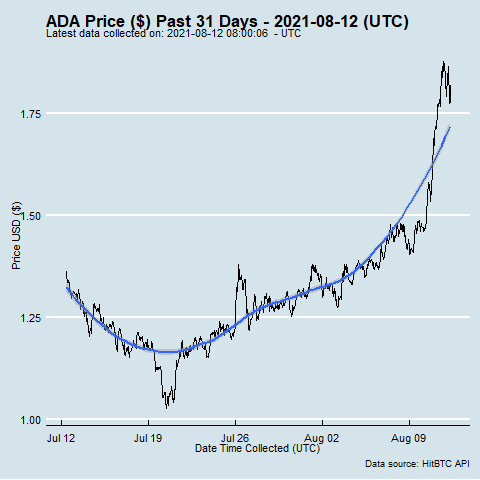 ADA Price ($) Past 31 Days - 2021-08-12 (UTC)
Latest data collected on: 2021-08-12 08:00:06  - UTC
Price USD ($)
1.75
1.50
1.25
1.00
Jul 12
Jul 19
Jul 26
Aug 02
Aug 09
Date Time Collected (UTC)
Data source: HitBTC API